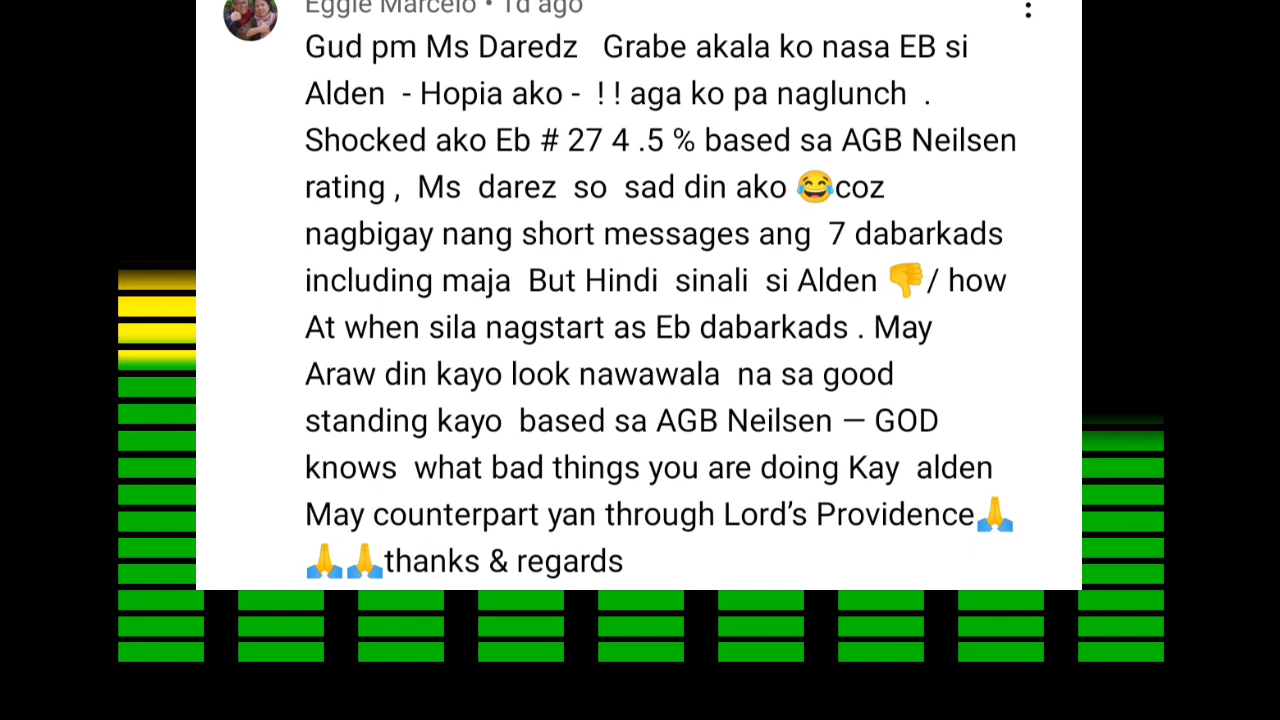 Eggie Marcelo • 1d ago
Gud pm Ms Daredz Grabe akala ko nasa EB si
Alden - Hopia ako - ! ! aga ko pa naglunch .
Shocked ako Eb # 27 4 .5 % based sa AGB Neilsen
rating , Ms darez so sad din ako 😂coz
nagbigay nang short messages ang 7 dabarkads
including maja But Hindi sinali si Alden 👎/ how
At when sila nagstart as Eb dabarkads . May
Araw din kayo look nawawala na sa good
standing kayo based sa AGB Neilsen — GOD
knows what bad things you are doing Kay alden
May counterpart yan through Lord’s Providence🙏
🙏🙏thanks & regards